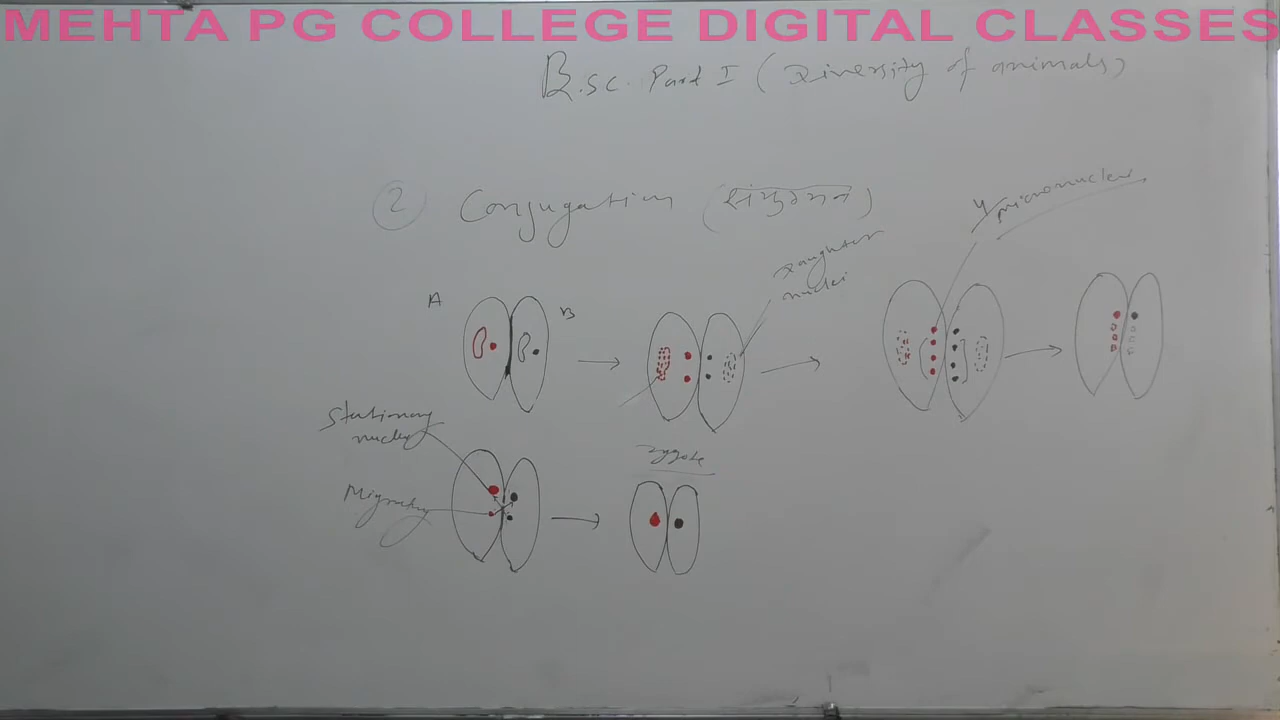 MEHTA PG COLLEGE DIGITAL CLASSES
B.sc. Part I (Diversity of animals)
2 Conjugation (संयुग्मन)
4 micronuclei
Daughter
nuclei
A
B
Stationary
nuclei
Migratory
zygote